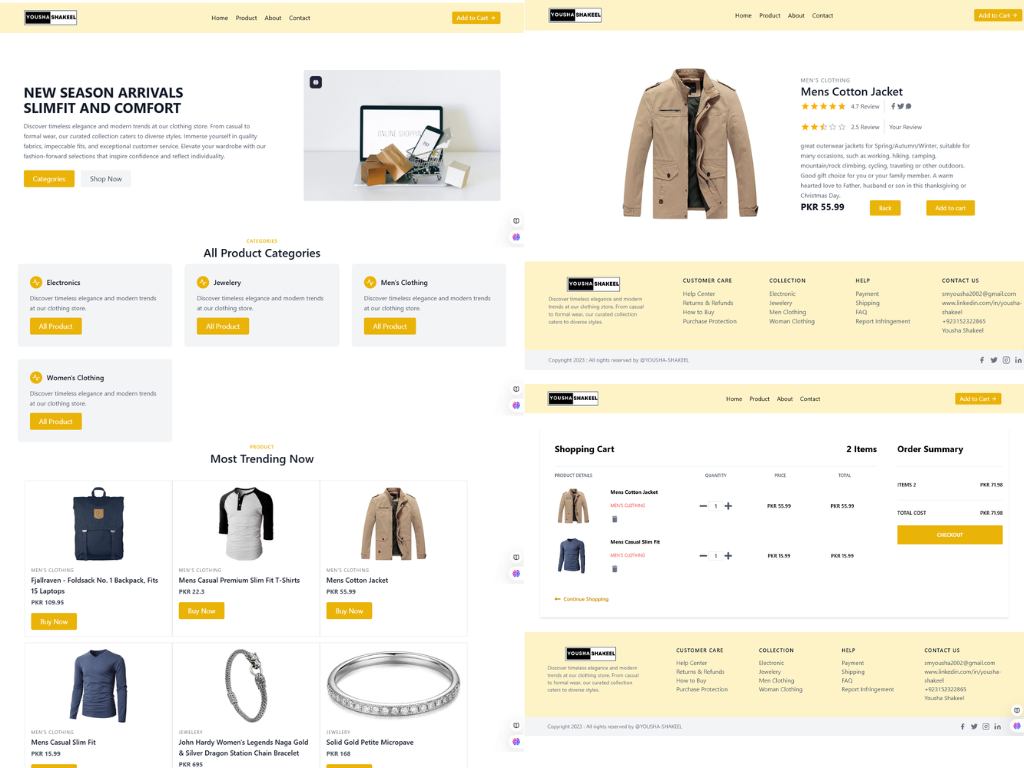 YOUSHA SHAKEEL
Home Product About Contact
Add to Cart →
NEW SEASON ARRIVALS
SLIMFIT AND COMFORT
Discover timeless elegance and modern trends at our clothing store. From casual to
formal wear, our curated collection caters to diverse styles. Immerse yourself in quality
fabrics, impeccable fits, and exceptional customer service. Elevate your wardrobe with our
fashion-forward selections that inspire confidence and reflect individuality.
Categories
Shop Now
ONLINE SHOPPING
CATEGORIES
All Product Categories
Electronics
Discover timeless elegance and modern trends
at our clothing store.
All Product
Jewelery
Discover timeless elegance and modern trends
at our clothing store.
All Product
Men's Clothing
Discover timeless elegance and modern trends
at our clothing store.
All Product
Women's Clothing
Discover timeless elegance and modern trends
at our clothing store.
All Product
PRODUCT
Most Trending Now
MEN'S CLOTHING
Fjallraven - Foldsack No. 1 Backpack, Fits
15 Laptops
PKR 109.95
Buy Now
MEN'S CLOTHING
Mens Casual Premium Slim Fit T-Shirts
PKR 22.3
Buy Now
MEN'S CLOTHING
Mens Cotton Jacket
PKR 55.99
Buy Now
MEN'S CLOTHING
Mens Casual Slim Fit
PKR 15.99
JEWELERY
John Hardy Women's Legends Naga Gold
& Silver Dragon Station Chain Bracelet
PKR 695
JEWELERY
Solid Gold Petite Micropave
PKR 168
YOUSHA SHAKEEL
Home Product About Contact
Add to Cart →
MEN'S CLOTHING
Mens Cotton Jacket
4.7 Review
2.5 Review
Your Review
great outerwear jackets for Spring/Autumn/Winter, suitable for
many occasions, such as working, hiking, camping,
mountain/rock climbing, cycling, traveling or other outdoors.
Good gift choice for you or your family member. A warm
hearted love to Father, husband or son in this thanksgiving or
Christmas Day.
PKR 55.99
Back
Add to cart
YOUSHA SHAKEEL
Discover timeless elegance and modern
trends at our clothing store. From casual
to formal wear, our curated collection
caters to diverse styles.
CUSTOMER CARE
Help Center
Returns & Refunds
How to Buy
Purchase Protection
COLLECTION
Electronic
Jewelery
Men Clothing
Woman Clothing
HELP
Payment
Shipping
FAQ
Report Infringement
CONTACT US
smyousha2002@gmail.com
www.linkedin.com/in/yousha-
shakeel
+923152322865
Yousha Shakeel
Copyright 2023 : All rights reserved by @YOUSHA-SHAKEEL
YOUSHA SHAKEEL
Home Product About Contact
Add to Cart →
Shopping Cart
2 Items
PRODUCT DETAILS QUANTITY PRICE TOTAL
Mens Cotton Jacket
MEN'S CLOTHING
1
PKR 55.99
PKR 55.99
Mens Casual Slim Fit
MEN'S CLOTHING
1
PKR 15.99
PKR 15.99
← Continue Shopping
Order Summary
ITEMS 2 PKR 71.98
TOTAL COST PKR 71.98
CHECKOUT
YOUSHA SHAKEEL
Discover timeless elegance and modern
trends at our clothing store. From casual
to formal wear, our curated collection
caters to diverse styles.
CUSTOMER CARE
Help Center
Returns & Refunds
How to Buy
Purchase Protection
COLLECTION
Electronic
Jewelery
Men Clothing
Woman Clothing
HELP
Payment
Shipping
FAQ
Report Infringement
CONTACT US
smyousha2002@gmail.com
www.linkedin.com/in/yousha-
shakeel
+923152322865
Yousha Shakeel
Copyright 2023 : All rights reserved by @YOUSHA-SHAKEEL